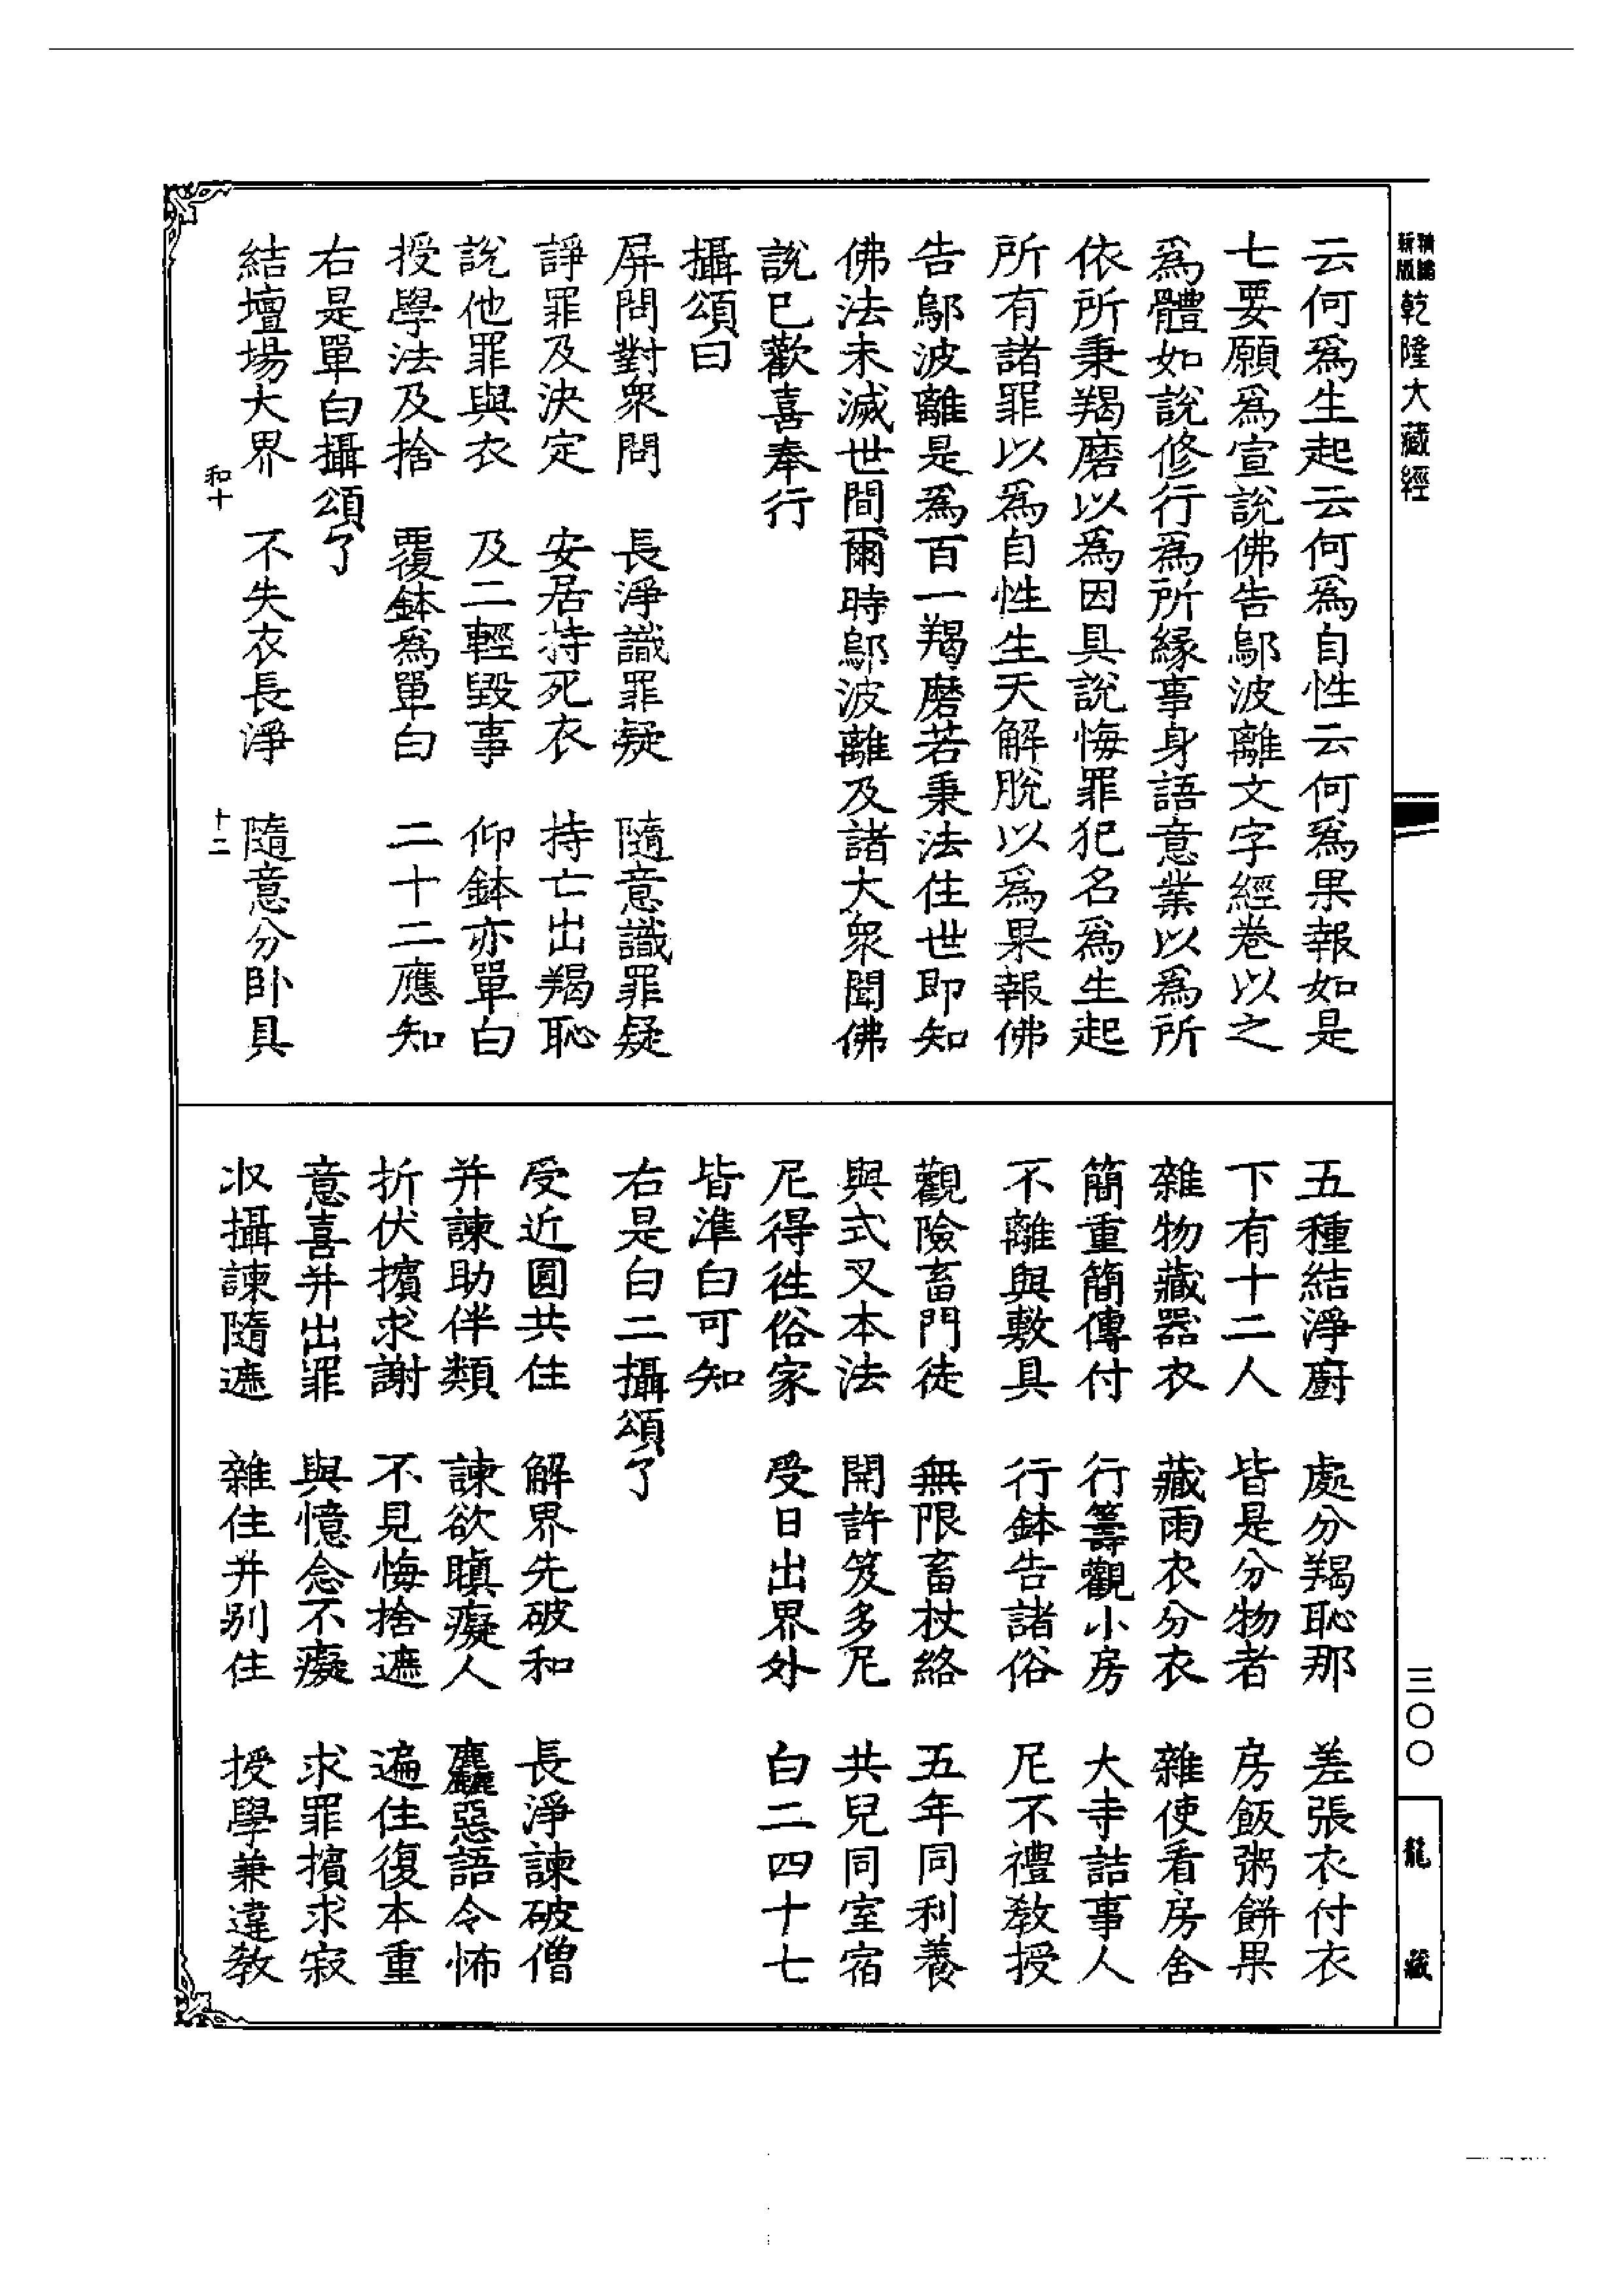 新版精編乾隆大藏經
云何爲生起云何爲自性云何爲果報如是
七要願爲宣說佛告鄔波離文字經卷以之
爲體如說修行爲所緣事身語意業以爲所
依所秉羯磨以爲因具說悔罪犯名爲生起
所有諸罪以爲自性生天解脫以爲果報佛
告鄔波離是爲百一羯磨若秉法住世即知
佛法未滅世間爾時鄔波離及諸大衆聞佛
說已歡喜奉行
攝頌曰
屏問對衆問 長淨識罪疑 隨意識罪疑
諍罪及決定 安居持死衣 持亡出羯恥
說他罪與衣 及二輕毀事 仰鉢亦單白
授學法及捨 覆鉢爲單白 二十二應知
右是單白攝頌了
結壇場大界 不失衣長淨 隨意分卧具
和十 十二
五種結淨廚 處分羯恥那 差張衣付衣
下有十二人 皆是分物者 房飯粥餅果
雜物藏器衣 藏雨衣分衣 雜使看房舍
簡重簡傳付 行籌觀小房 大寺詰事人
不離與敷具 行鉢告諸俗 尼不禮教授
觀險畜門徒 無限畜杖絡 五年同利養
與式叉本法 開許笈多尼 共兒同室宿
尼得徃俗家 受日出界外 白二四十七
皆準白可知
右是白二攝頌了
受近圓共住 解界先破和 長淨諫破僧
并諫助伴類 諫欲瞋癡人 麤惡語令怖
折伏擯求謝 不見悔捨遮 遍住復本重
意喜并出罪 與憶念不癡 求罪擯求寂
收攝諫隨遮 雜住并别住 授學兼違教
三〇〇
龍藏